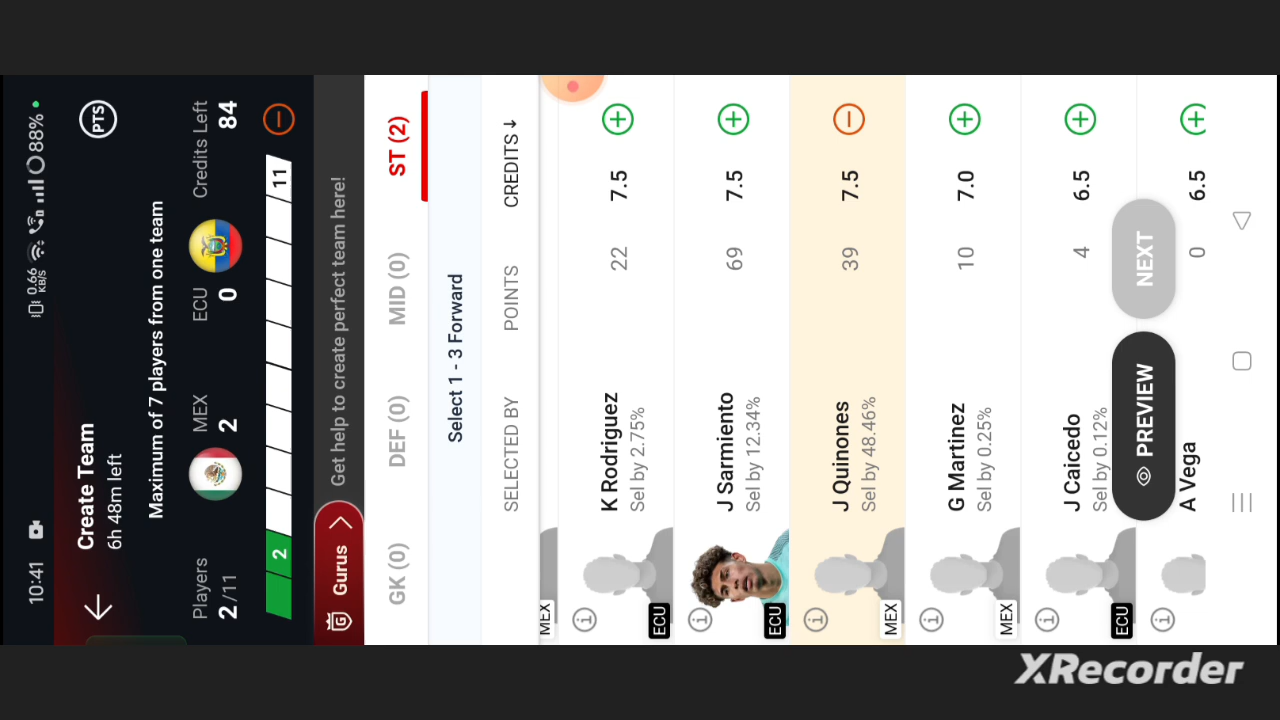 10:41
0.66 KB/S
88%
Create Team
6h 48m left
PTS
Maximum of 7 players from one team
Players
2 /11
MEX
2
ECU
0
Credits Left
84
2
11
Gurus
Get help to create perfect team here!
GK (0)
DEF (0)
MID (0)
ST (2)
Select 1 - 3 Forward
SELECTED BY
POINTS
CREDITS ↓
MEX
K Rodriguez
Sel by 2.75%
22
7.5
ECU
J Sarmiento
Sel by 12.34%
69
7.5
ECU
J Quinones
Sel by 48.46%
39
7.5
MEX
G Martinez
Sel by 0.25%
10
7.0
MEX
J Caicedo
Sel by 0.12%
4
6.5
ECU
A Vega
0
6.5
PREVIEW
NEXT
XRecorder